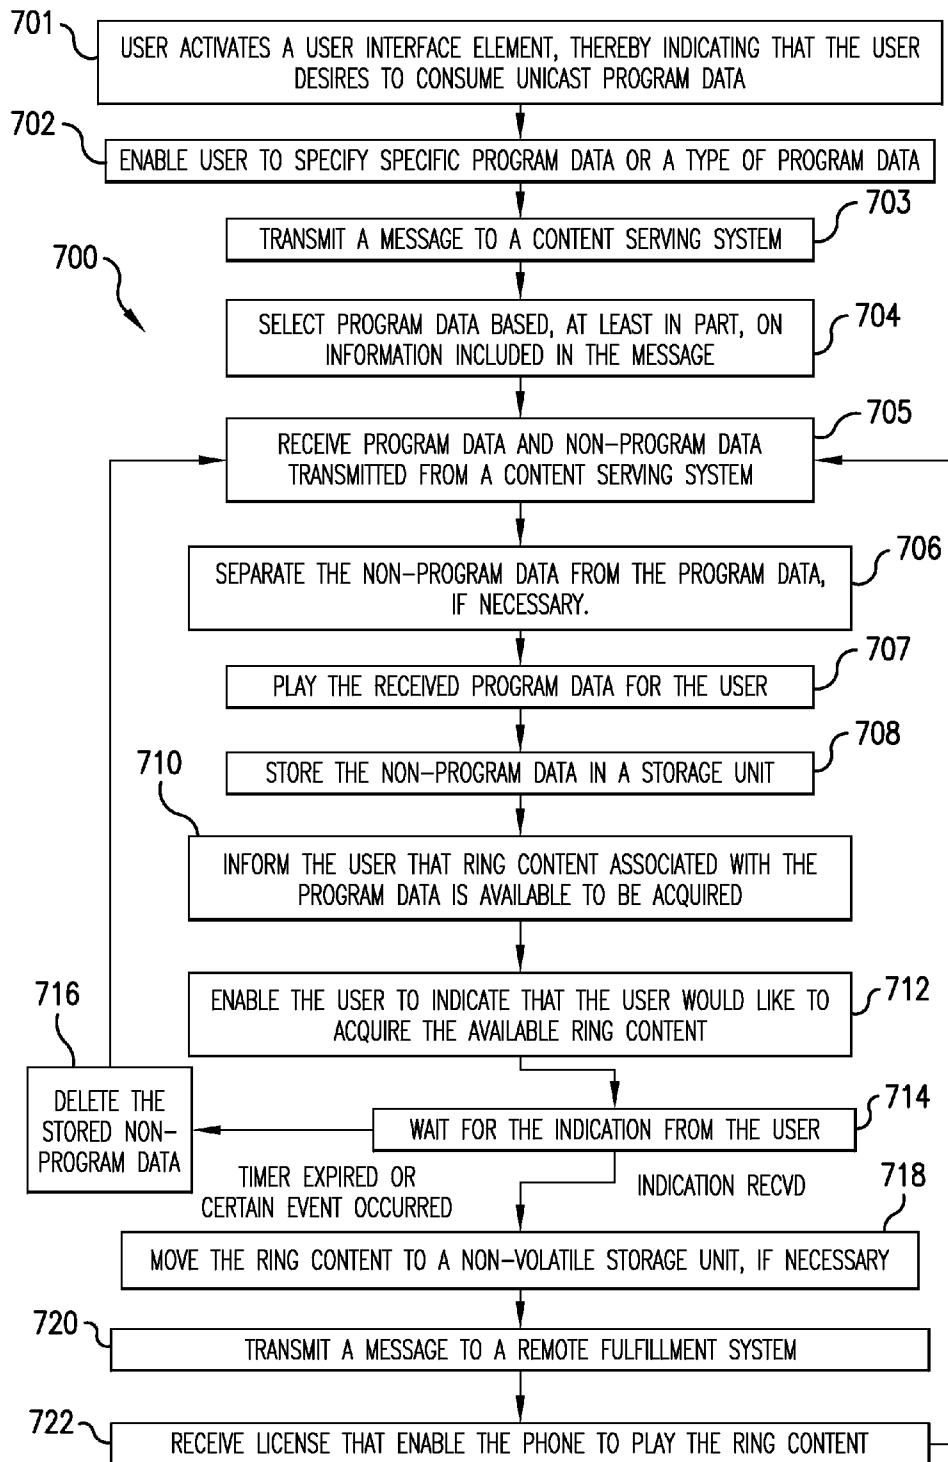 701
USER ACTIVATES A USER INTERFACE ELEMENT, THEREBY INDICATING THAT THE USER
DESIRES TO CONSUME UNICAST PROGRAM DATA
702
ENABLE USER TO SPECIFY SPECIFIC PROGRAM DATA OR A TYPE OF PROGRAM DATA
703
TRANSMIT A MESSAGE TO A CONTENT SERVING SYSTEM
700
704
SELECT PROGRAM DATA BASED, AT LEAST IN PART, ON
INFORMATION INCLUDED IN THE MESSAGE
705
RECEIVE PROGRAM DATA AND NON-PROGRAM DATA
TRANSMITTED FROM A CONTENT SERVING SYSTEM
706
SEPARATE THE NON-PROGRAM DATA FROM THE PROGRAM DATA,
IF NECESSARY.
707
PLAY THE RECEIVED PROGRAM DATA FOR THE USER
708
STORE THE NON-PROGRAM DATA IN A STORAGE UNIT
710
INFORM THE USER THAT RING CONTENT ASSOCIATED WITH THE
PROGRAM DATA IS AVAILABLE TO BE ACQUIRED
712
ENABLE THE USER TO INDICATE THAT THE USER WOULD LIKE TO
ACQUIRE THE AVAILABLE RING CONTENT
716
DELETE THE
STORED NON-
PROGRAM DATA
714
WAIT FOR THE INDICATION FROM THE USER
TIMER EXPIRED OR
CERTAIN EVENT OCCURRED
INDICATION RECVD
718
MOVE THE RING CONTENT TO A NON-VOLATILE STORAGE UNIT, IF NECESSARY
720
TRANSMIT A MESSAGE TO A REMOTE FULFILLMENT SYSTEM
722
RECEIVE LICENSE THAT ENABLE THE PHONE TO PLAY THE RING CONTENT